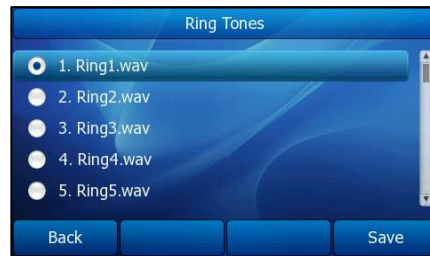 Ring Tones
1. Ring1.wav
2. Ring2.wav
3. Ring3.wav
4. Ring4.wav
5. Ring5.wav
Back Save